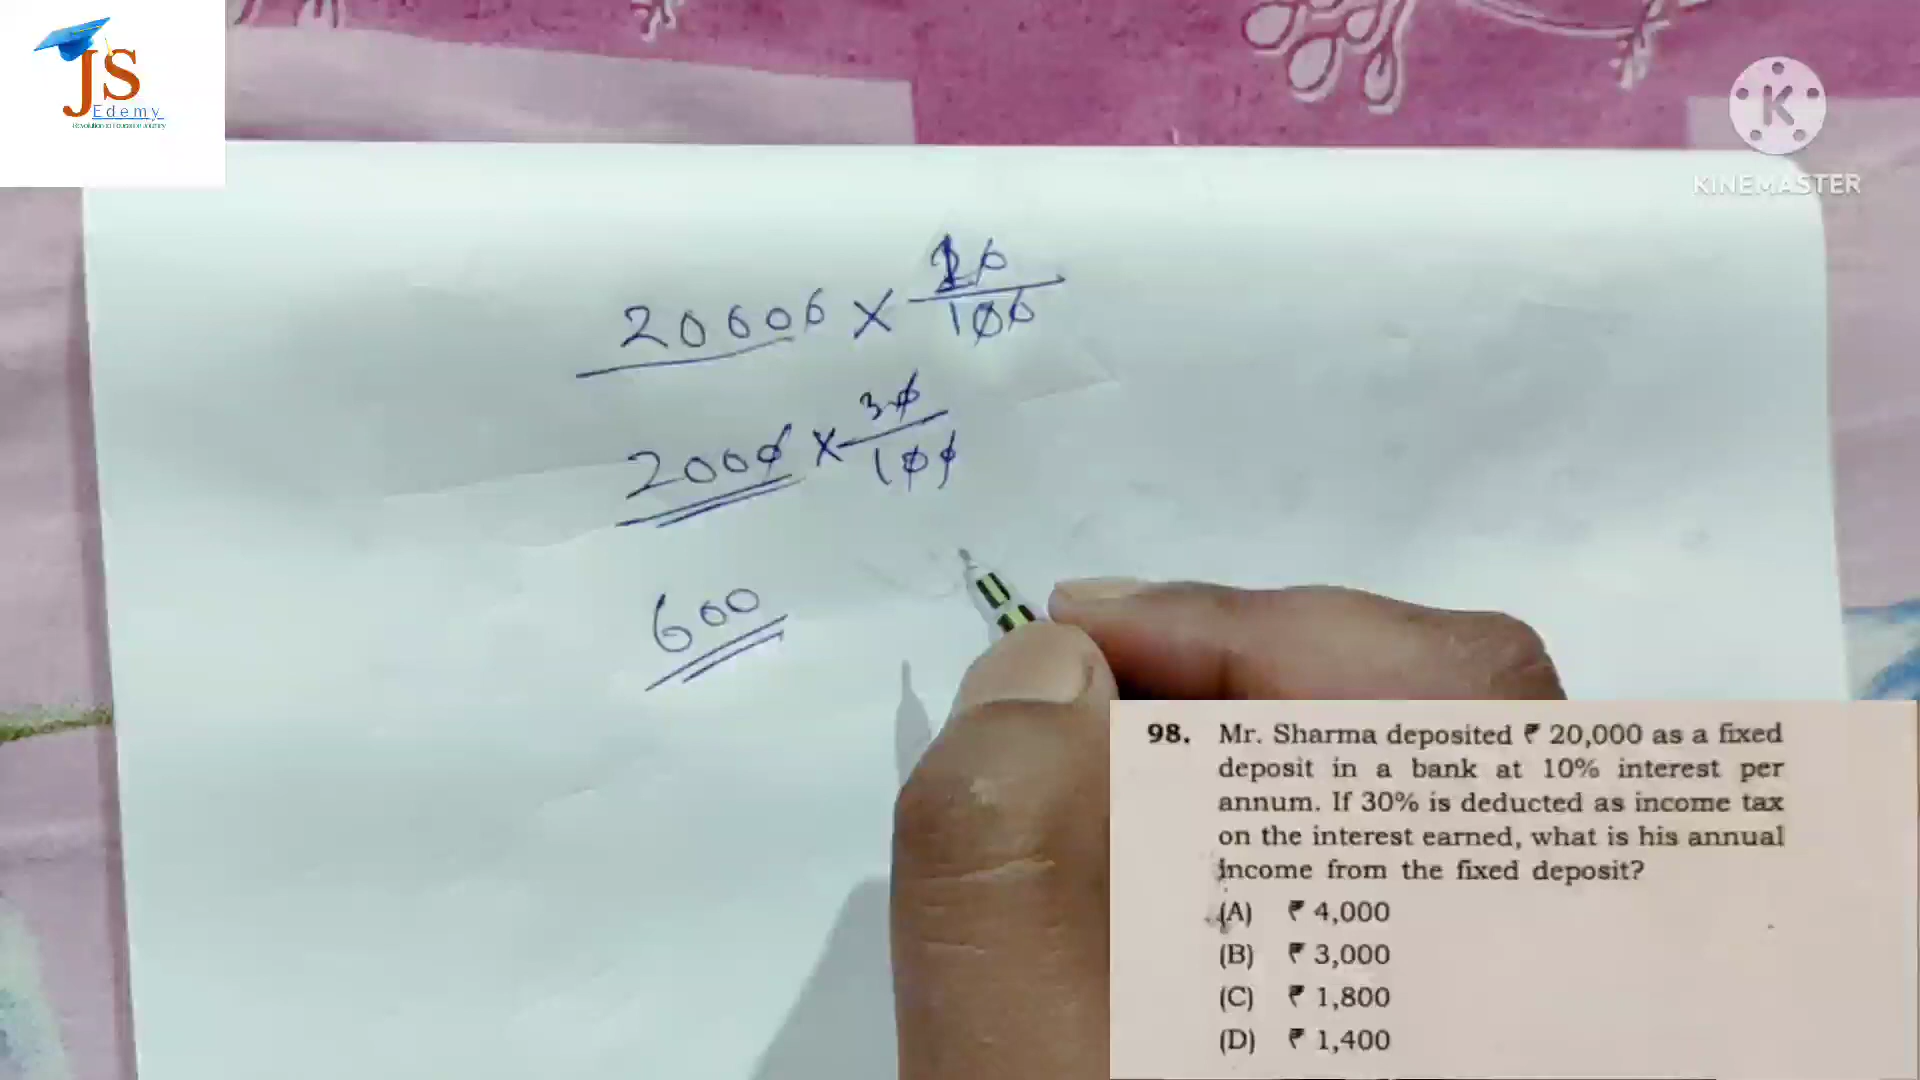 JS
Edemy
K
KINEMASTER
20000 × 10/100
2000 × 30/100
600
98. Mr. Sharma deposited ₹ 20,000 as a fixed
deposit in a bank at 10% interest per
annum. If 30% is deducted as income tax
on the interest earned, what is his annual
income from the fixed deposit?
(A) ₹ 4,000
(B) ₹ 3,000
(C) ₹ 1,800
(D) ₹ 1,400